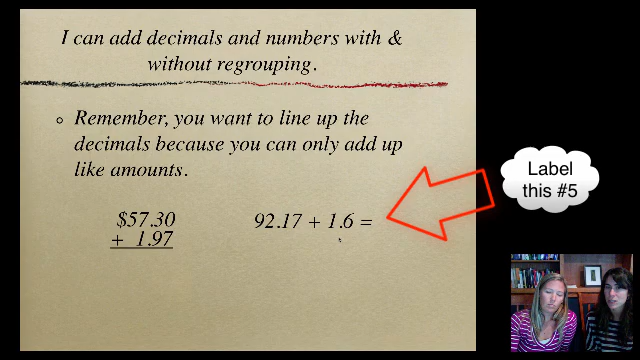 I can add decimals and numbers with &
without regrouping.
Remember, you want to line up the
decimals because you can only add up
like amounts.
$57.30
+ 1.97
92.17 + 1.6 =
Label
this #5